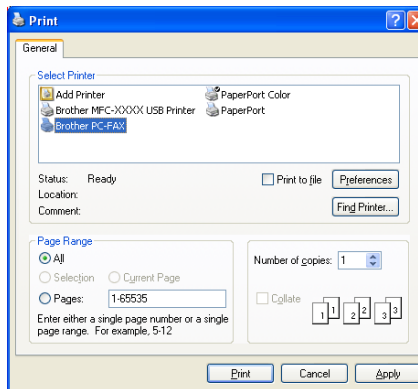 Print
General
Select Printer
Add Printer
PaperPort Color
Brother MFC-XXXX USB Printer
PaperPort
Brother PC-FAX
Status: Ready
Print to file
Preferences
Location:
Comment:
Find Printer...
Page Range
All
Selection
Current Page
Pages: 1-65535
Enter either a single page number or a single
page range. For example, 5-12
Number of copies: 1
Collate
1 1 2 2 3 3
Print
Cancel
Apply